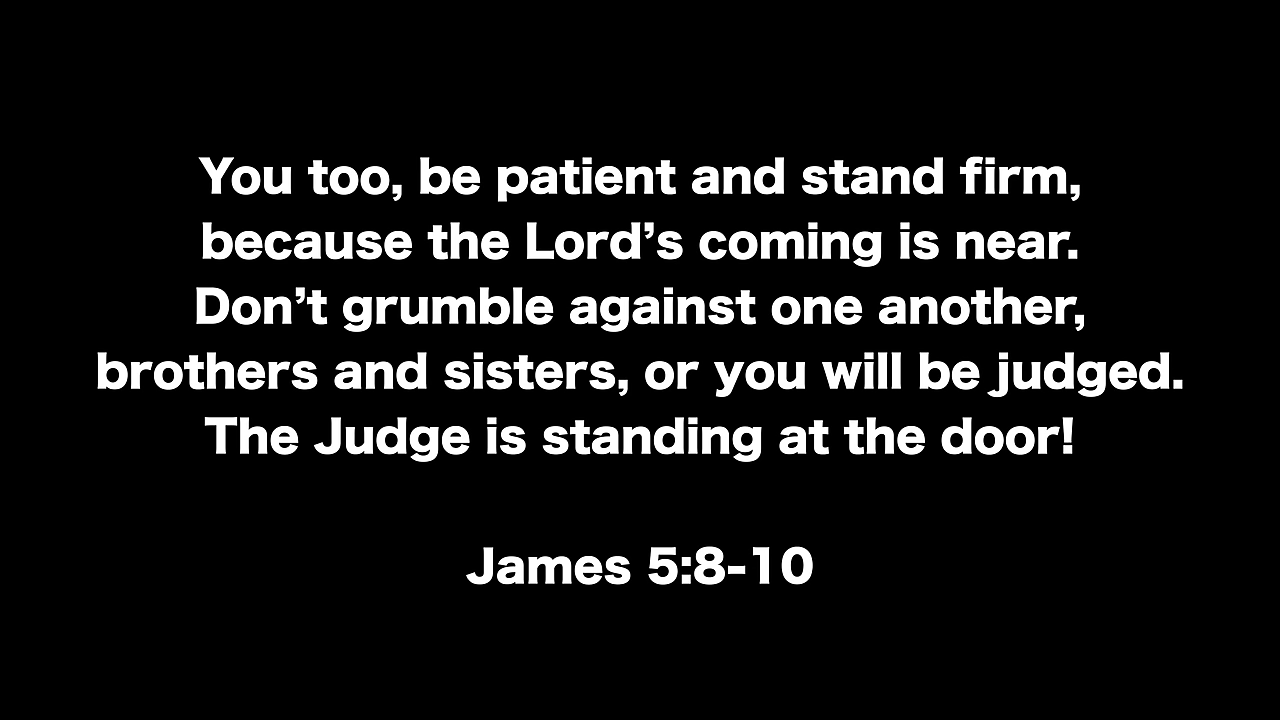 You too, be patient and stand firm,
because the Lord’s coming is near.
Don’t grumble against one another,
brothers and sisters, or you will be judged.
The Judge is standing at the door!
James 5:8-10